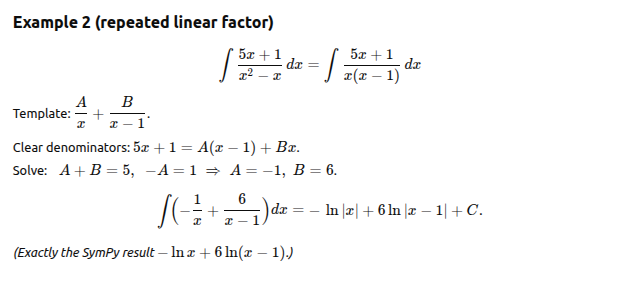 Example 2 (repeated linear factor)
∫ (5x + 1)/(x² − x) dx = ∫ (5x + 1)/(x(x − 1)) dx
Template: A/x + B/(x − 1).
Clear denominators: 5x + 1 = A(x − 1) + Bx.
Solve: A + B = 5, −A = 1 ⇒ A = −1, B = 6.
∫(−1/x + 6/(x − 1)) dx = − ln |x| + 6 ln |x − 1| + C.
(Exactly the SymPy result − ln x + 6 ln(x − 1).)